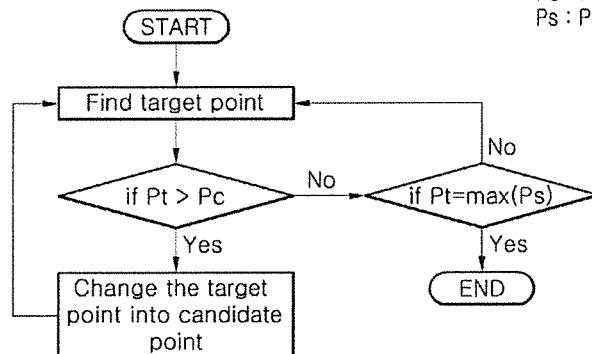 Ps : P
START
Find target point
if Pt > Pc
No
if Pt=max(Ps)
No
Yes
Yes
Change the target
point into candidate
point
END